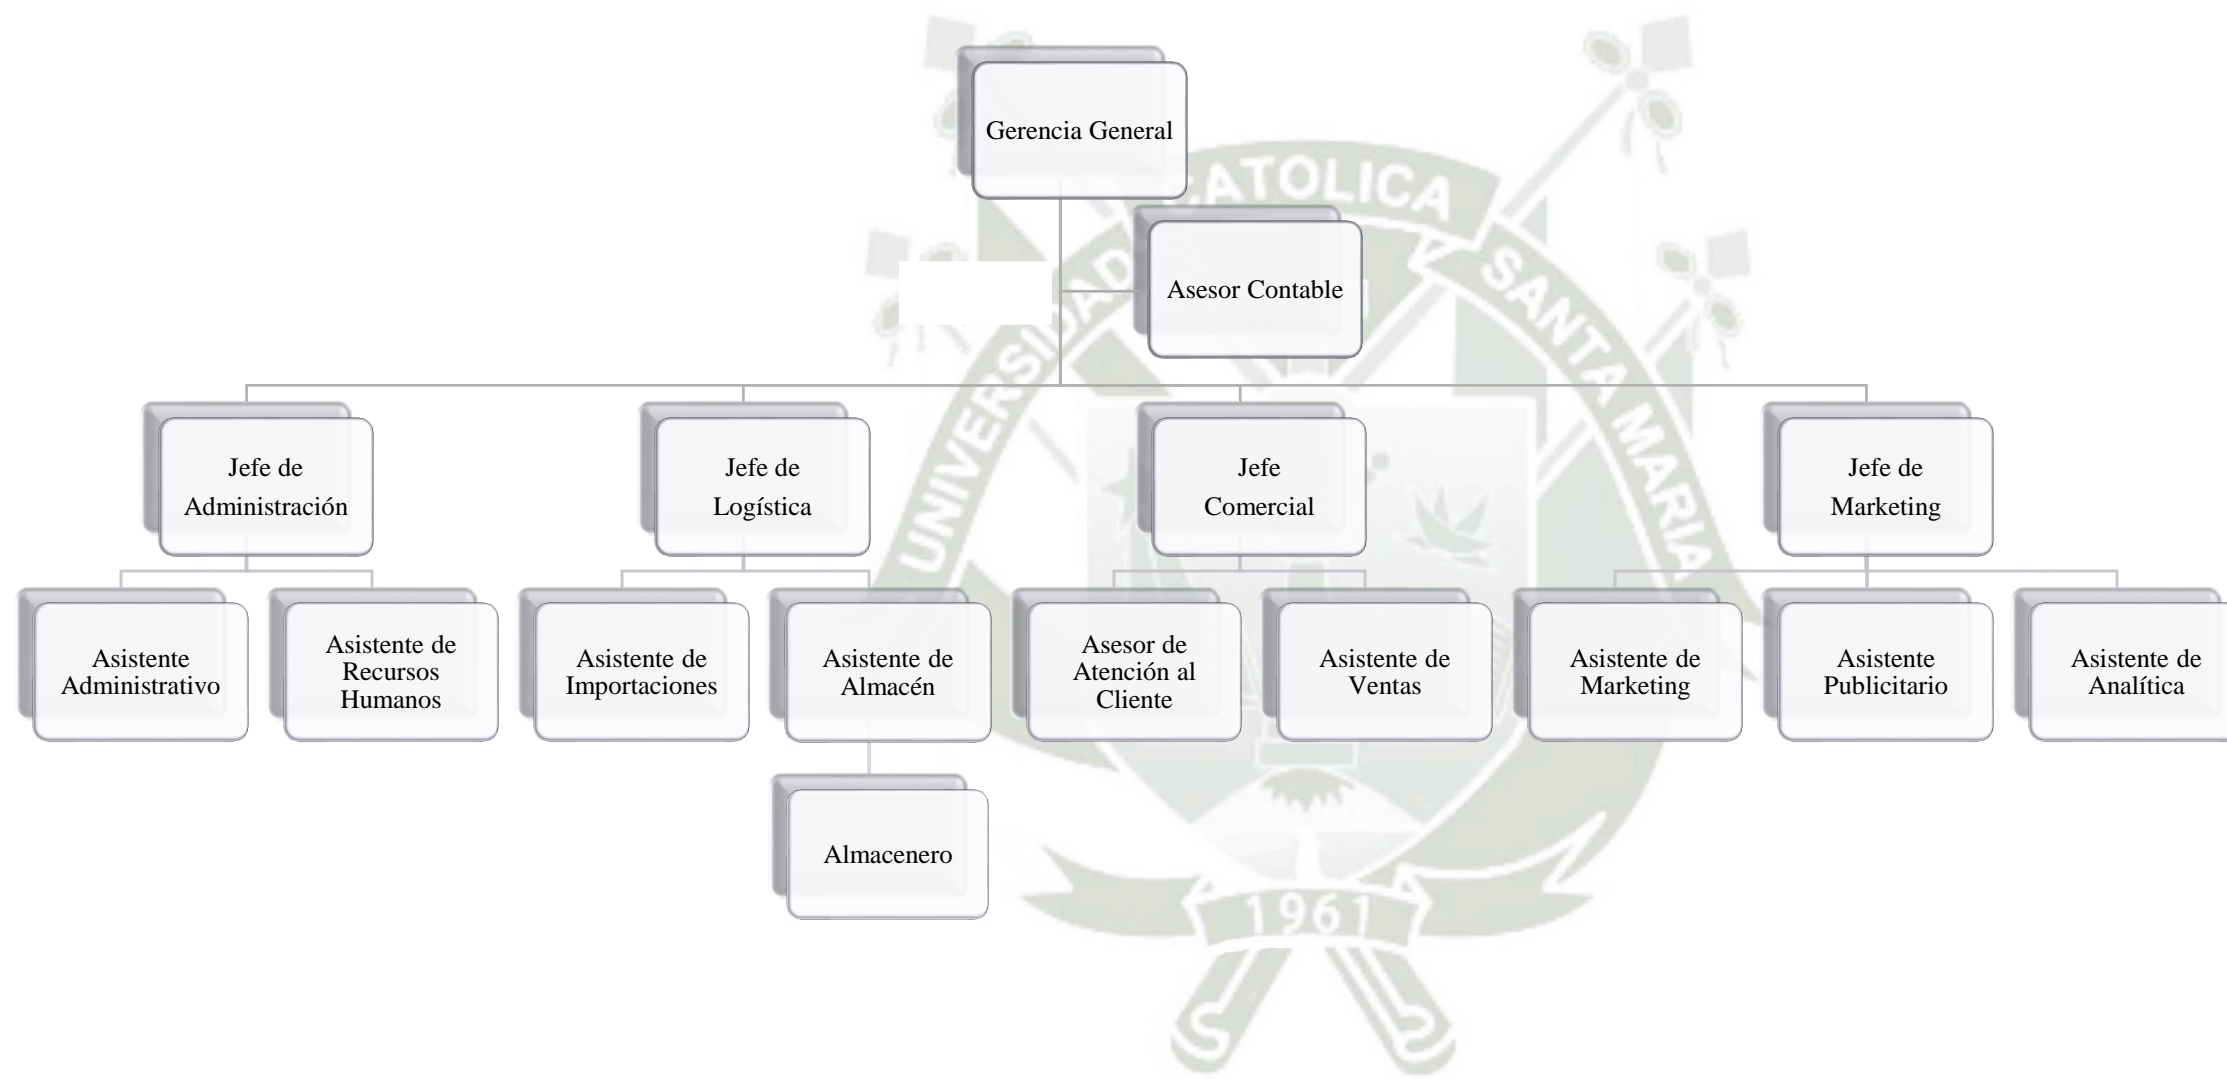 Gerencia General
Asesor Contable
Jefe de
Administración
Jefe de
Logística
Jefe
Comercial
Jefe de
Marketing
Asistente
Administrativo
Asistente de
Recursos
Humanos
Asistente de
Importaciones
Asistente de
Almacén
Asesor de
Atención al
Cliente
Asistente de
Ventas
Asistente de
Marketing
Asistente
Publicitario
Asistente de
Analítica
Almacenero
UNIVERSIDAD CATOLICA SANTA MARIA
1961